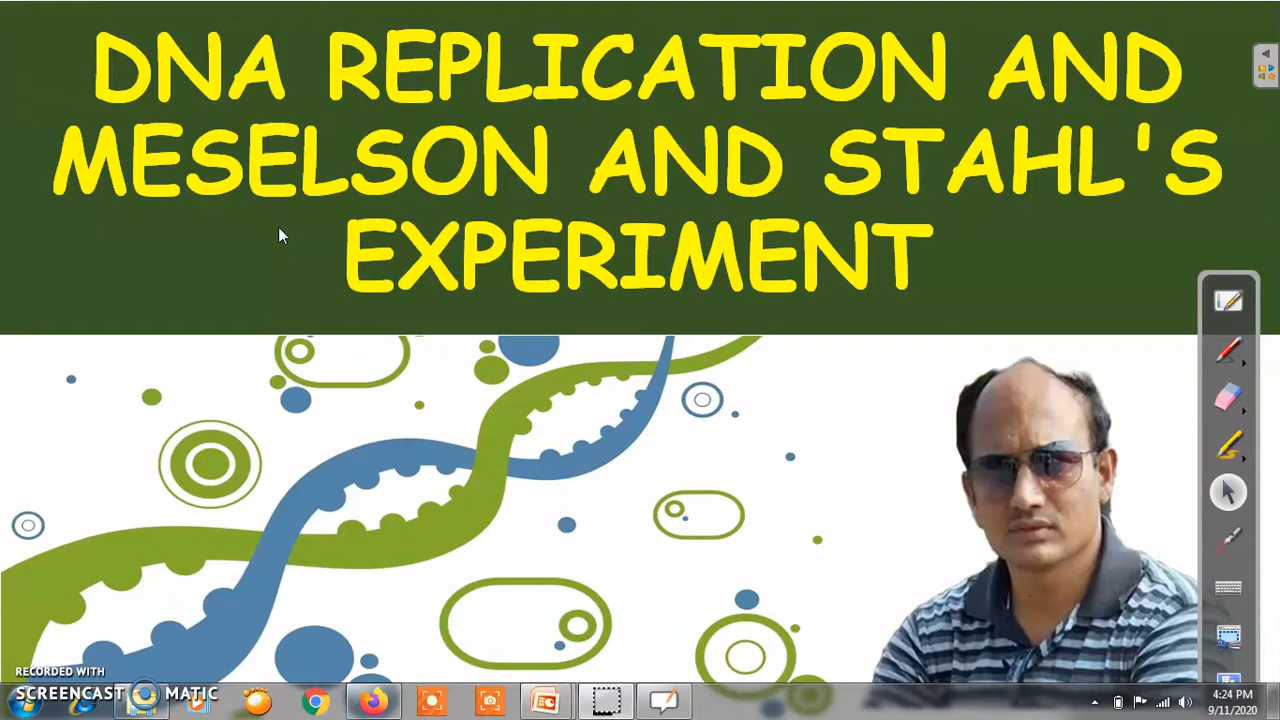 DNA REPLICATION AND
MESELSON AND STAHL'S
EXPERIMENT
RECORDED WITH
SCREENCAST MATIC
4:24 PM
9/11/2020